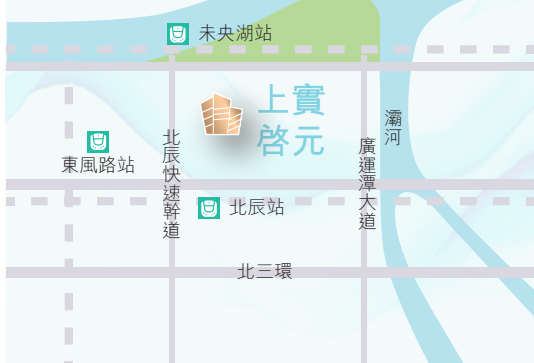 未央湖站
上實
啓元
灞河
北辰快速幹道
廣運潭大道
東風路站
北辰站
北三環